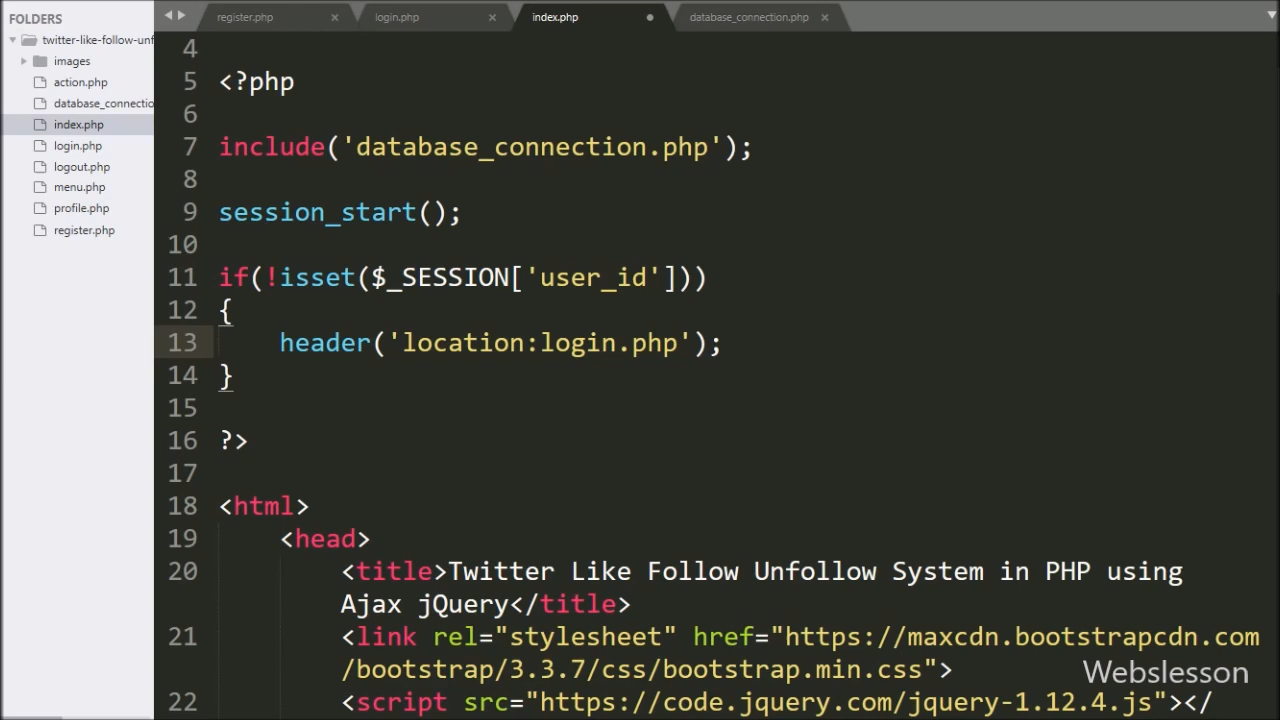 FOLDERS
twitter-like-follow-unf
images
action.php
database_connectio
index.php
login.php
logout.php
menu.php
profile.php
register.php
register.php
login.php
index.php
database_connection.php
4
5 <?php
6
7 include('database_connection.php');
8
9 session_start();
10
11 if(!isset($_SESSION['user_id']))
12 {
13 header('location:login.php');
14 }
15
16 ?>
17
18 <html>
19 <head>
20 <title>Twitter Like Follow Unfollow System in PHP using
Ajax jQuery</title>
21 <link rel="stylesheet" href="https://maxcdn.bootstrapcdn.com
/bootstrap/3.3.7/css/bootstrap.min.css">
22 <script src="https://code.jquery.com/jquery-1.12.4.js"></
Webslesson